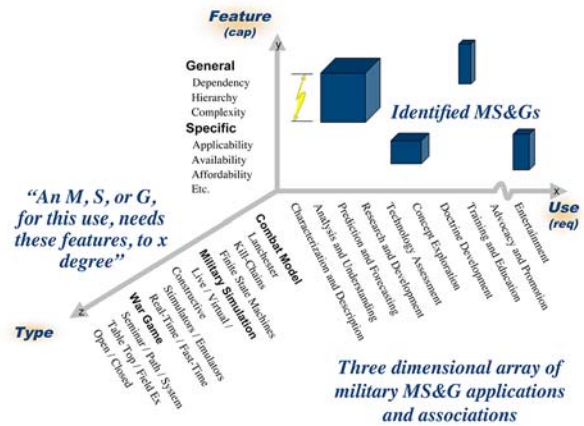 Feature
(cap)
y
General
Dependency
Hierarchy
Complexity
Specific
Applicability
Availability
Affordability
Etc.
Identified MS&Gs
x
Use
(req)
“An M, S, or G,
for this use, needs
these features, to x
degree”
z
Type
Characterization and Description
Analysis and Understanding
Prediction and Forecasting
Research and Development
Technology Assessment
Concept Exploration
Doctrine Development
Training and Education
Advocacy and Promotion
Entertainment
Combat Model
Lanchester
Kill-Chains
Finite State Machines
Military Simulation
Live / Virtual /
Constructive
Stimulators / Emulators
Real-Time / Fast-Time
War Game
Seminar / Path / System
Table Top / Field Ex
Open / Closed
Three dimensional array of
military MS&G applications
and associations